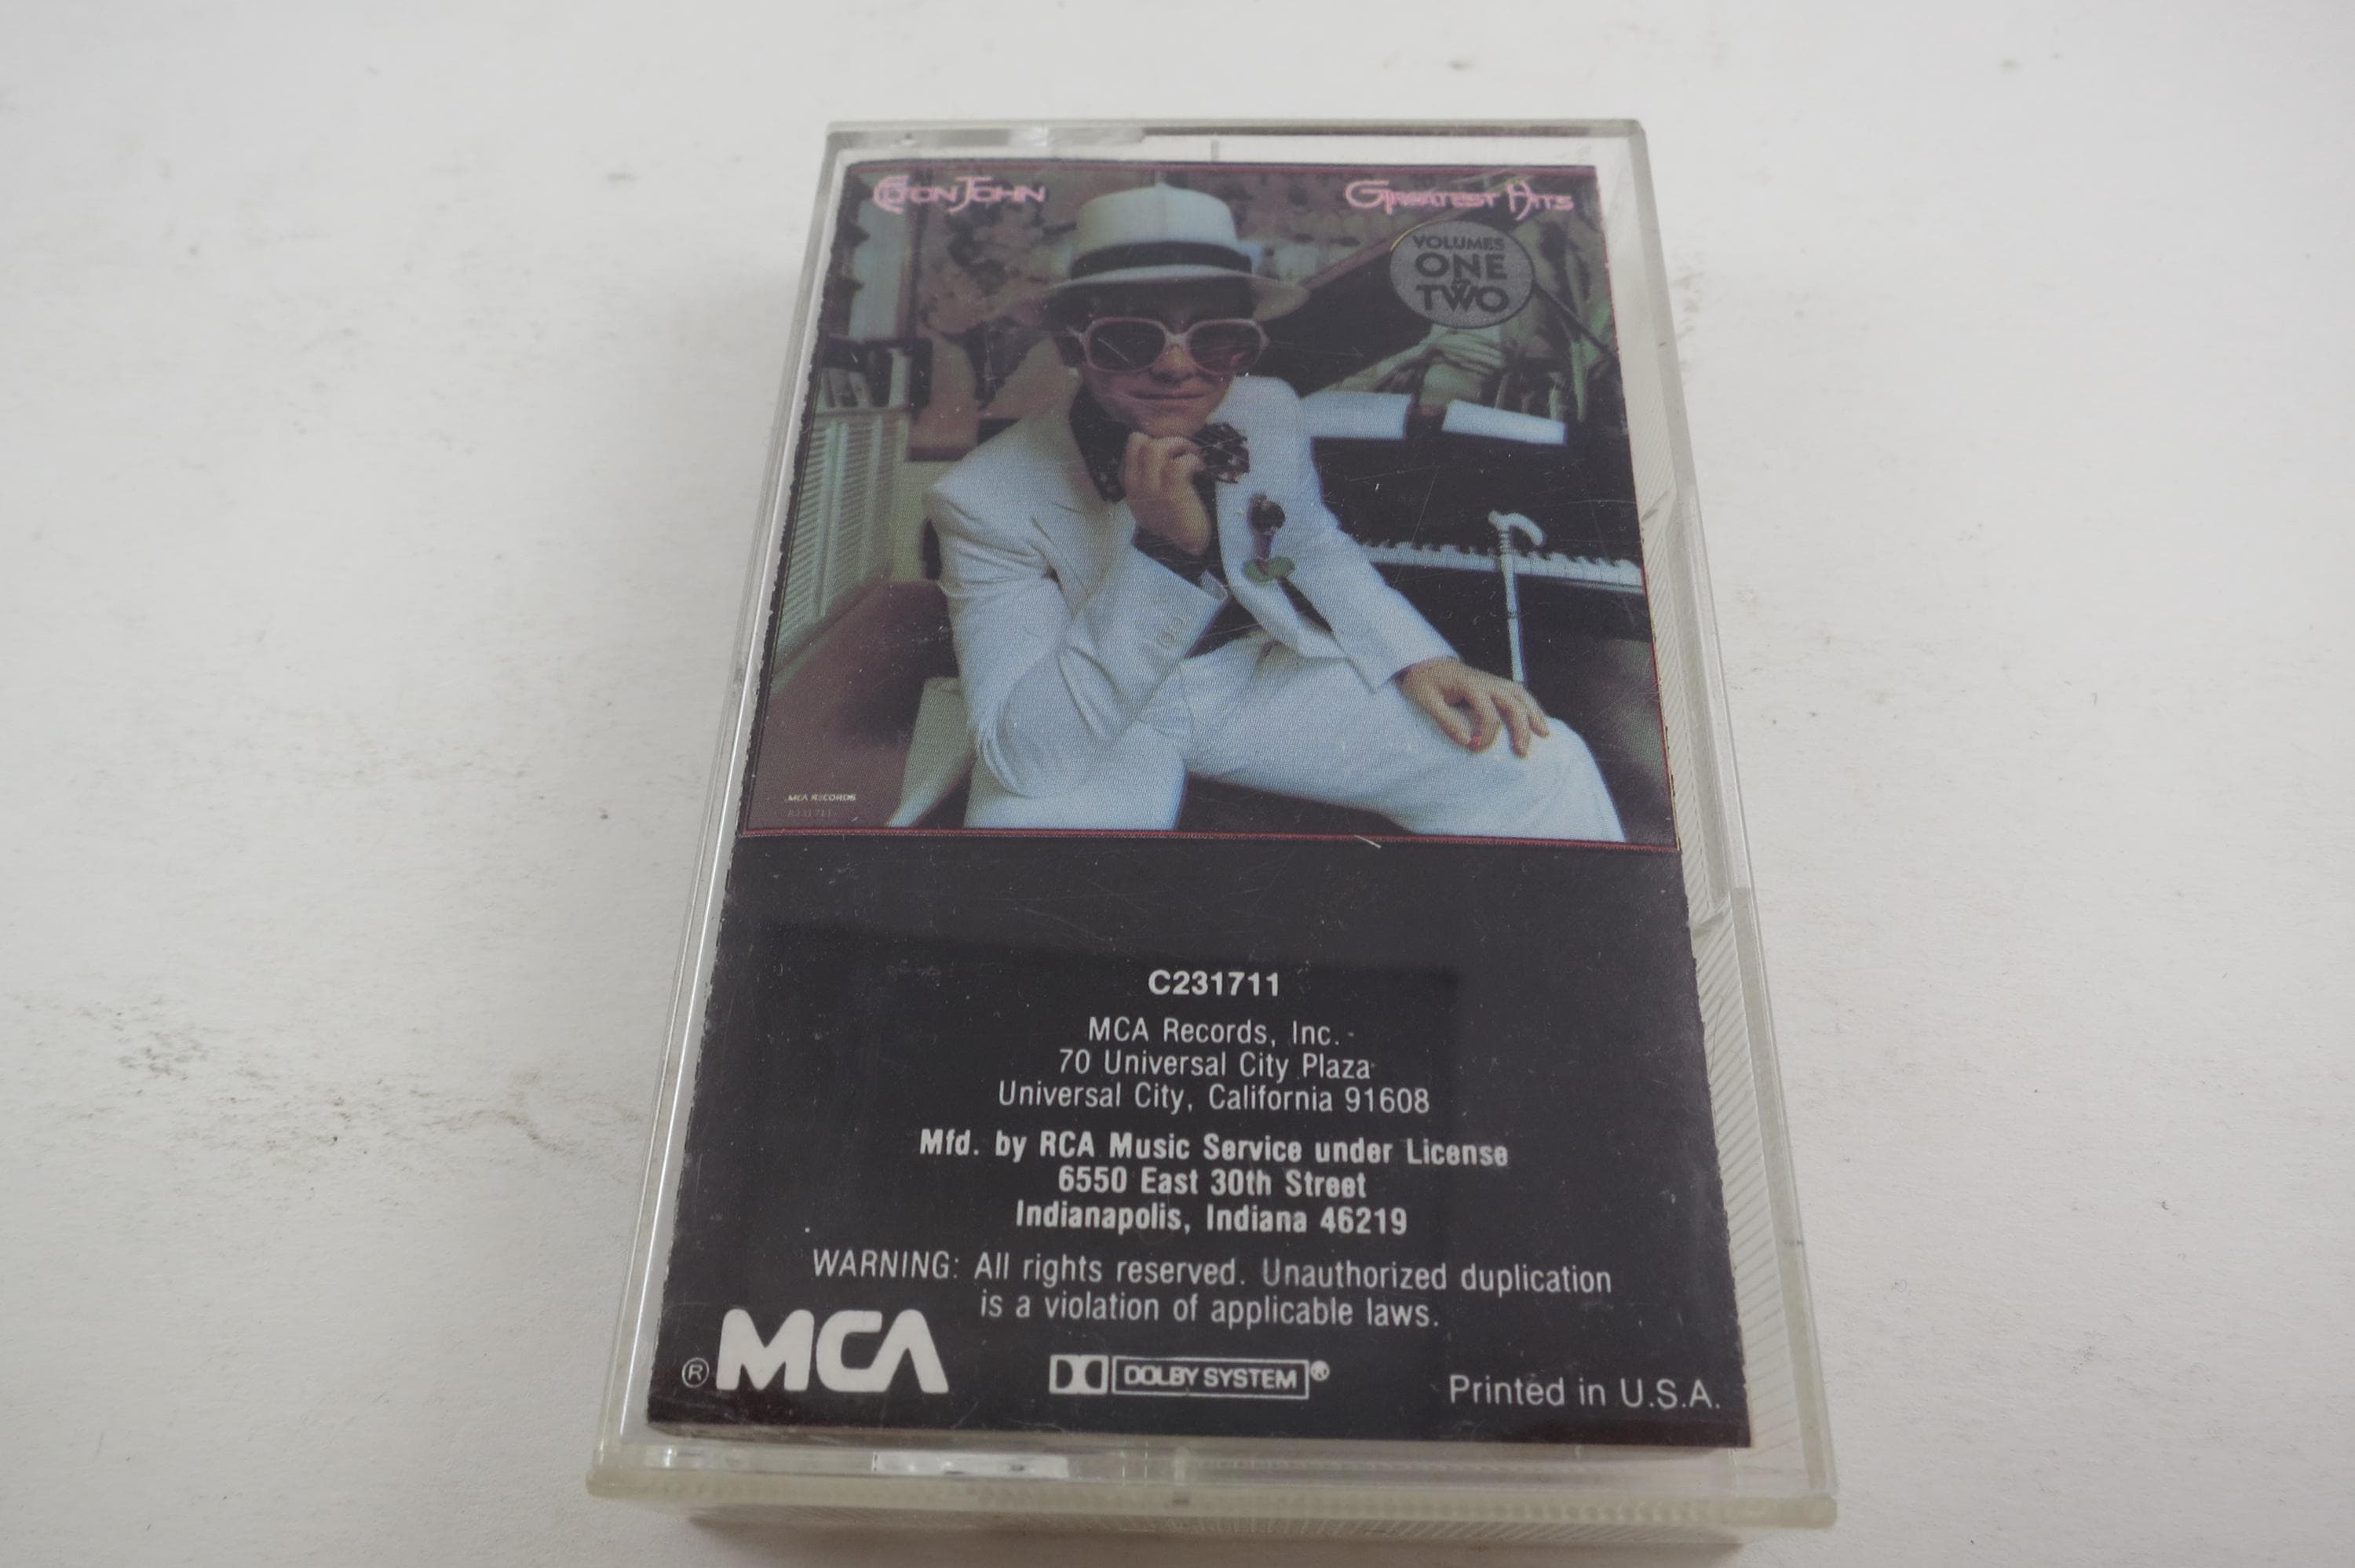 ELTON JOHN
GREATEST HITS
VOLUMES
ONE
&
TWO
MCA RECORDS
C231711
MCA Records, Inc.
70 Universal City Plaza
Universal City, California 91608
Mfd. by RCA Music Service under License
6550 East 30th Street
Indianapolis, Indiana 46219
WARNING: All rights reserved. Unauthorized duplication
is a violation of applicable laws.
® MCA
DOLBY SYSTEM®
Printed in U.S.A.